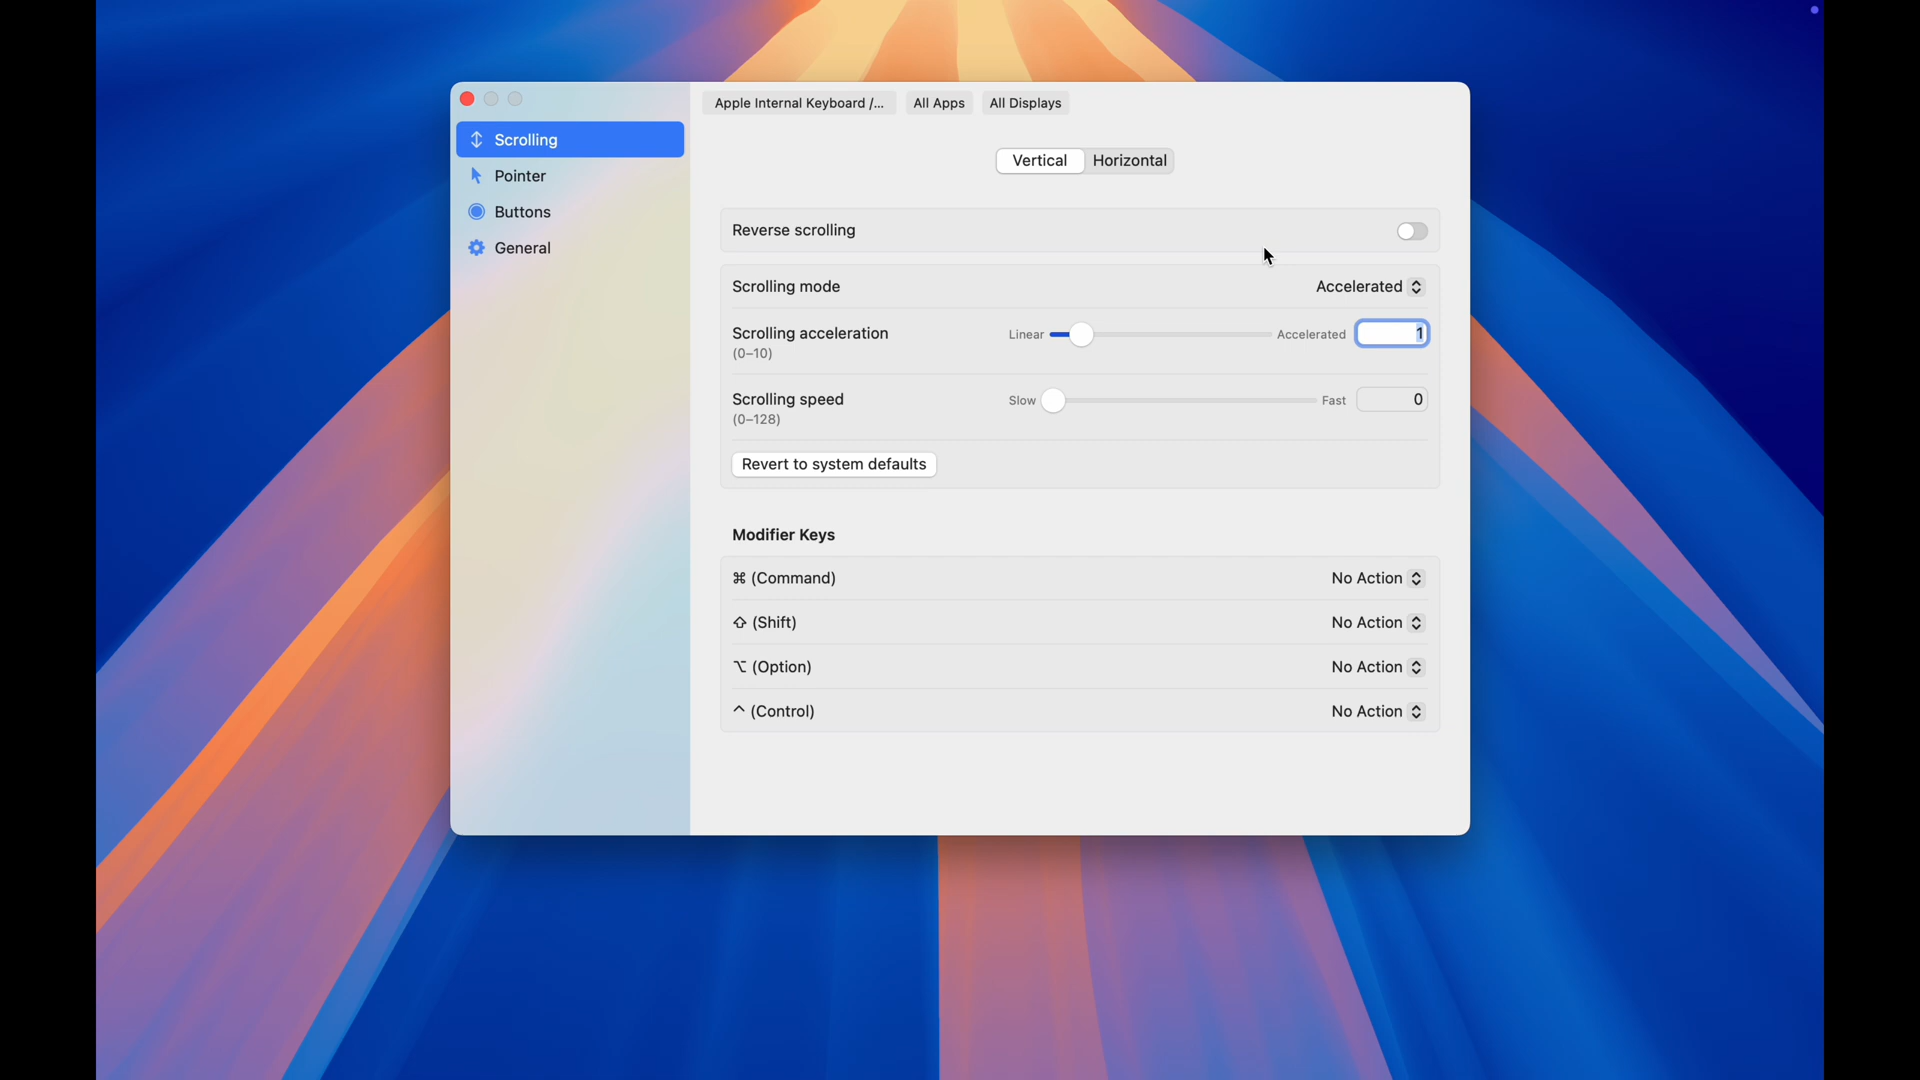 Apple Internal Keyboard /... All Apps All Displays
Scrolling
Pointer
Buttons
General
Vertical Horizontal
Reverse scrolling
Scrolling mode Accelerated
Scrolling acceleration Linear Accelerated 1
(0–10)
Scrolling speed Slow Fast 0
(0–128)
Revert to system defaults
Modifier Keys
⌘ (Command) No Action
⇧ (Shift) No Action
⌥ (Option) No Action
^ (Control) No Action